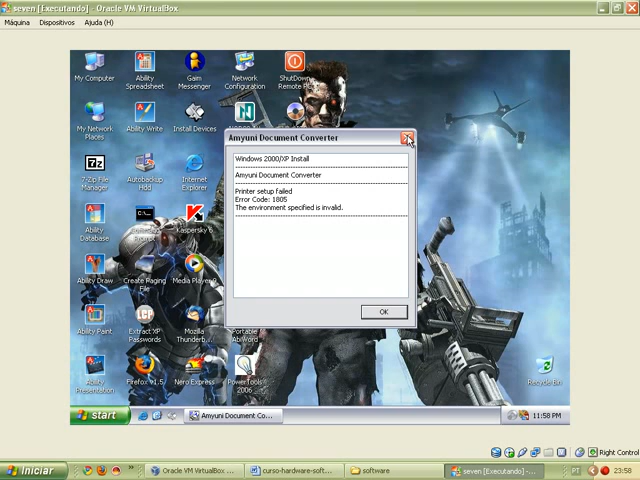 seven [Executando] - Oracle VM VirtualBox
Máquina Dispositivos Ajuda (H)
My Computer
Ability Spreadsheet
Gaim Messenger
Network Configuration
ShutDown Remote PC
My Network Places
Ability Write
Install Devices
7-Zip File Manager
Autobackup Hdd
Internet Explorer
Ability Database
Kaspersky 6
Ability Draw
Create Paging File
Media Player
Ability Paint
Extract XP Passwords
Mozilla Thunderb...
Portable AbiWord
Ability Presentation
Firefox v1.5
Nero Express
PowerTools 2006
Recycle Bin
Amyuni Document Converter
Windows 2000/XP Install
Amyuni Document Converter
Printer setup failed
Error Code: 1805
The environment specified is invalid.
OK
start
Amyuni Document Co...
11:58 PM
Right Control
Iniciar
Oracle VM VirtualBox ...
curso-hardware-soft...
software
seven [Executando] -...
PT
23:58